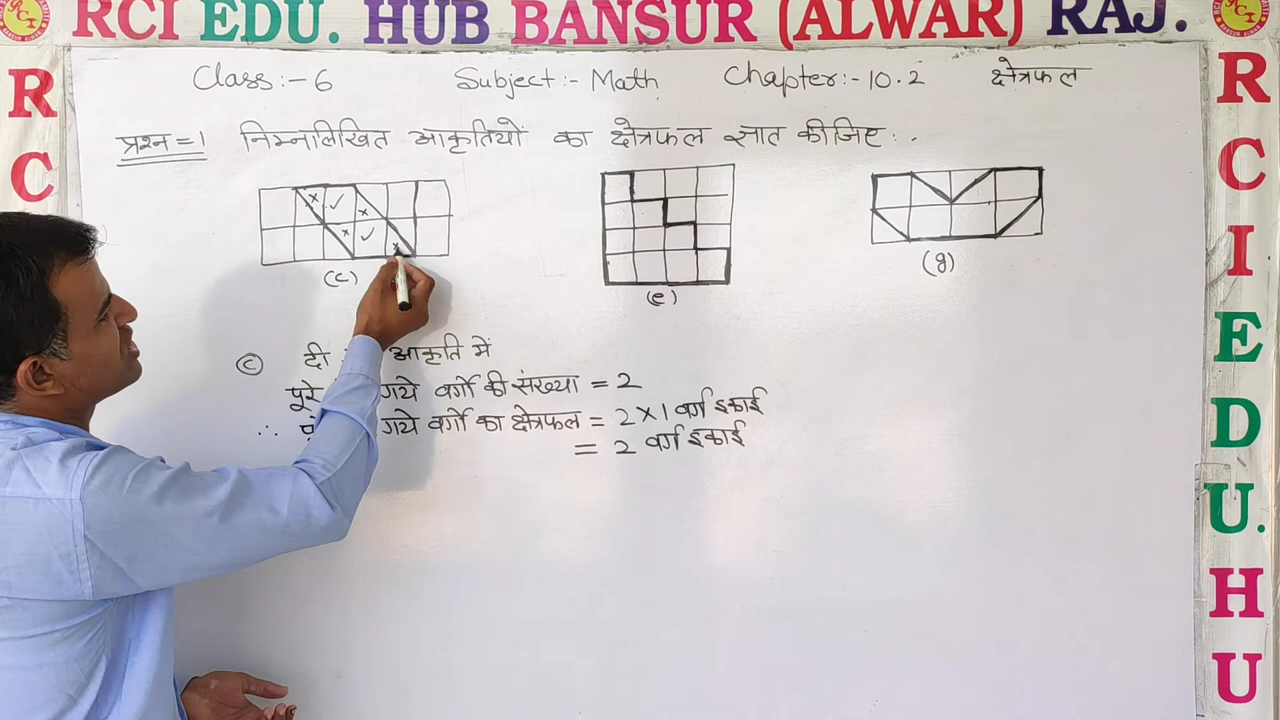 RCI EDU. HUB BANSUR (ALWAR) RAJ.
Class:- 6 Subject:- Math Chapter:- 10.2 क्षेत्रफल
प्रश्न=1 निम्नलिखित आकृतियों का क्षेत्रफल ज्ञात कीजिए :.
(c) (e) (g)
(c) दी आकृति में
पूरे गये वर्गों की संख्या = 2
∴ गये वर्गों का क्षेत्रफल = 2×1 वर्ग इकाई
= 2 वर्ग इकाई
R
C
R
C
I
E
D
U.
H
U